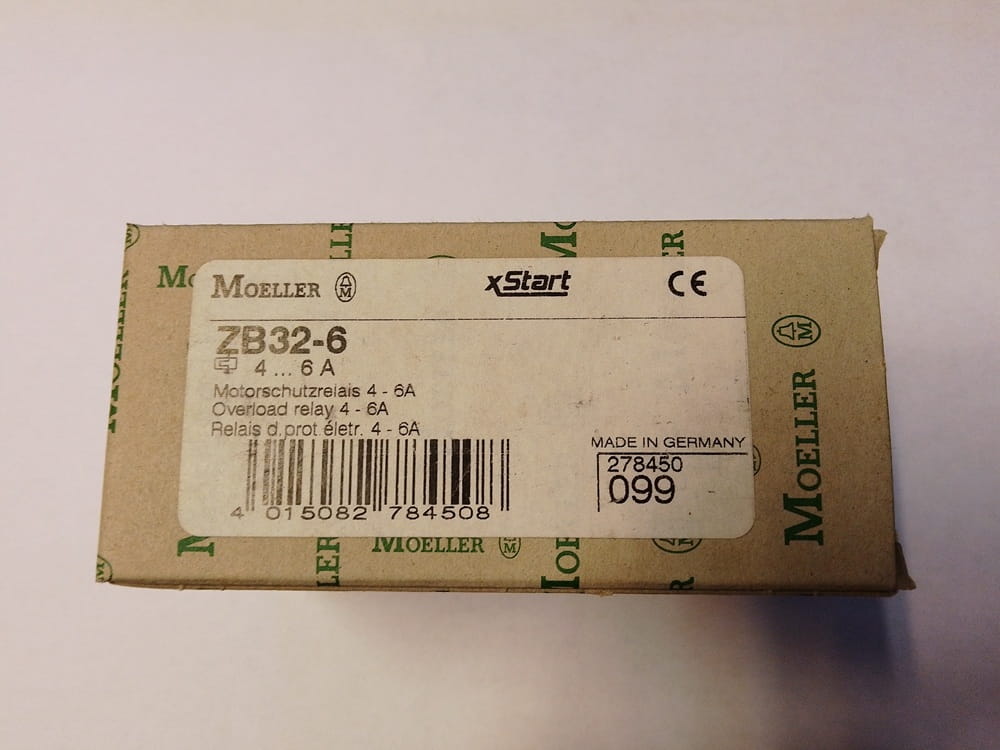 MOELLER
xStart
CE
ZB32-6
4 ... 6 A
Motorschutzrelais 4 - 6A
Overload relay 4 - 6A
Relais d.prot.életr. 4 - 6A
4 015082 784508
MADE IN GERMANY
278450
099
MOELLER
MOELLER